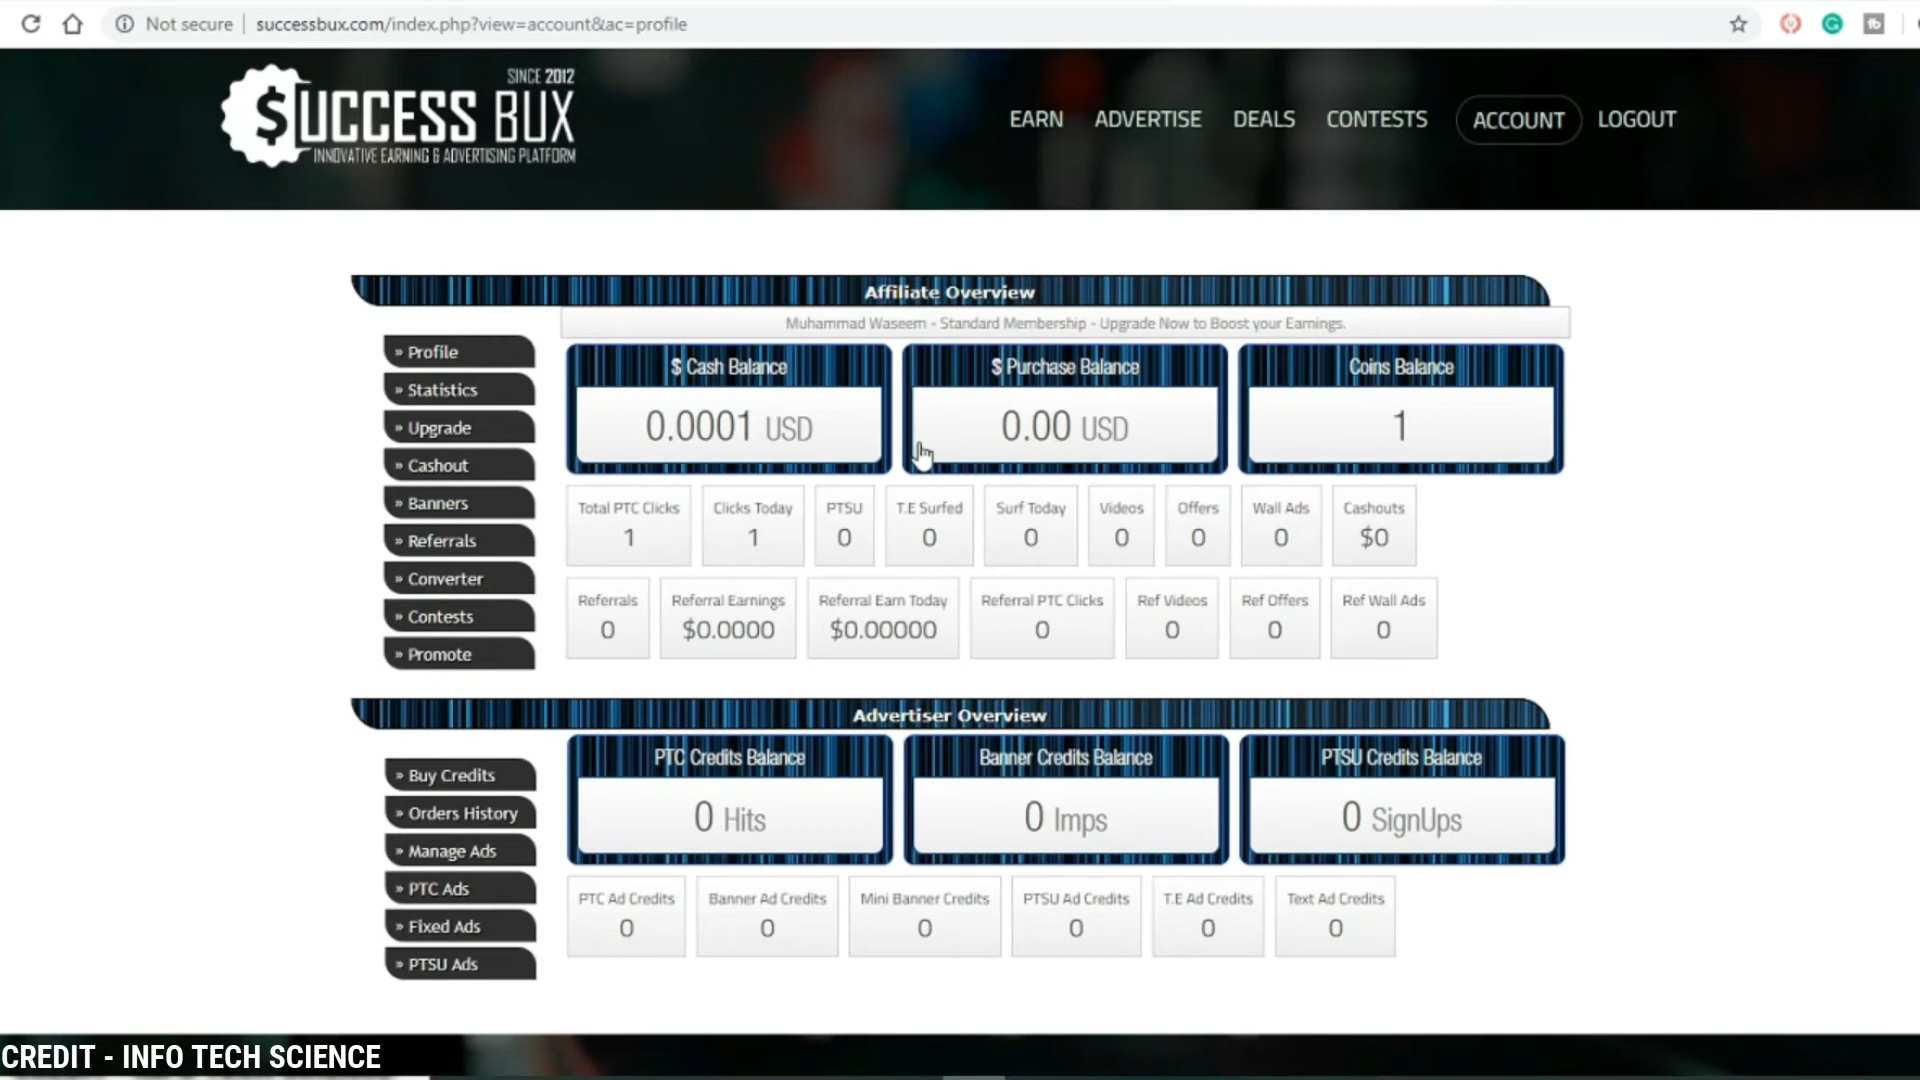 Not secure | successbux.com/index.php?view=account&ac=profile
SINCE 2012
$UCCESS BUX
INNOVATIVE EARNING & ADVERTISING PLATFORM
EARN ADVERTISE DEALS CONTESTS ACCOUNT LOGOUT
Affiliate Overview
Muhammad Waseem - Standard Membership - Upgrade Now to Boost your Earnings.
» Profile
» Statistics
» Upgrade
» Cashout
» Banners
» Referrals
» Converter
» Contests
» Promote
$ Cash Balance
0.0001 USD
$ Purchase Balance
0.00 USD
Coins Balance
1
Total PTC Clicks
1
Clicks Today
1
PTSU
0
T.E Surfed
0
Surf Today
0
Videos
0
Offers
0
Wall Ads
0
Cashouts
$0
Referrals
0
Referral Earnings
$0.0000
Referral Earn Today
$0.00000
Referral PTC Clicks
0
Ref Videos
0
Ref Offers
0
Ref Wall Ads
0
Advertiser Overview
» Buy Credits
» Orders History
» Manage Ads
» PTC Ads
» Fixed Ads
» PTSU Ads
PTC Credits Balance
0 Hits
Banner Credits Balance
0 Imps
PTSU Credits Balance
0 SignUps
PTC Ad Credits
0
Banner Ad Credits
0
Mini Banner Credits
0
PTSU Ad Credits
0
T.E Ad Credits
0
Text Ad Credits
0
CREDIT - INFO TECH SCIENCE